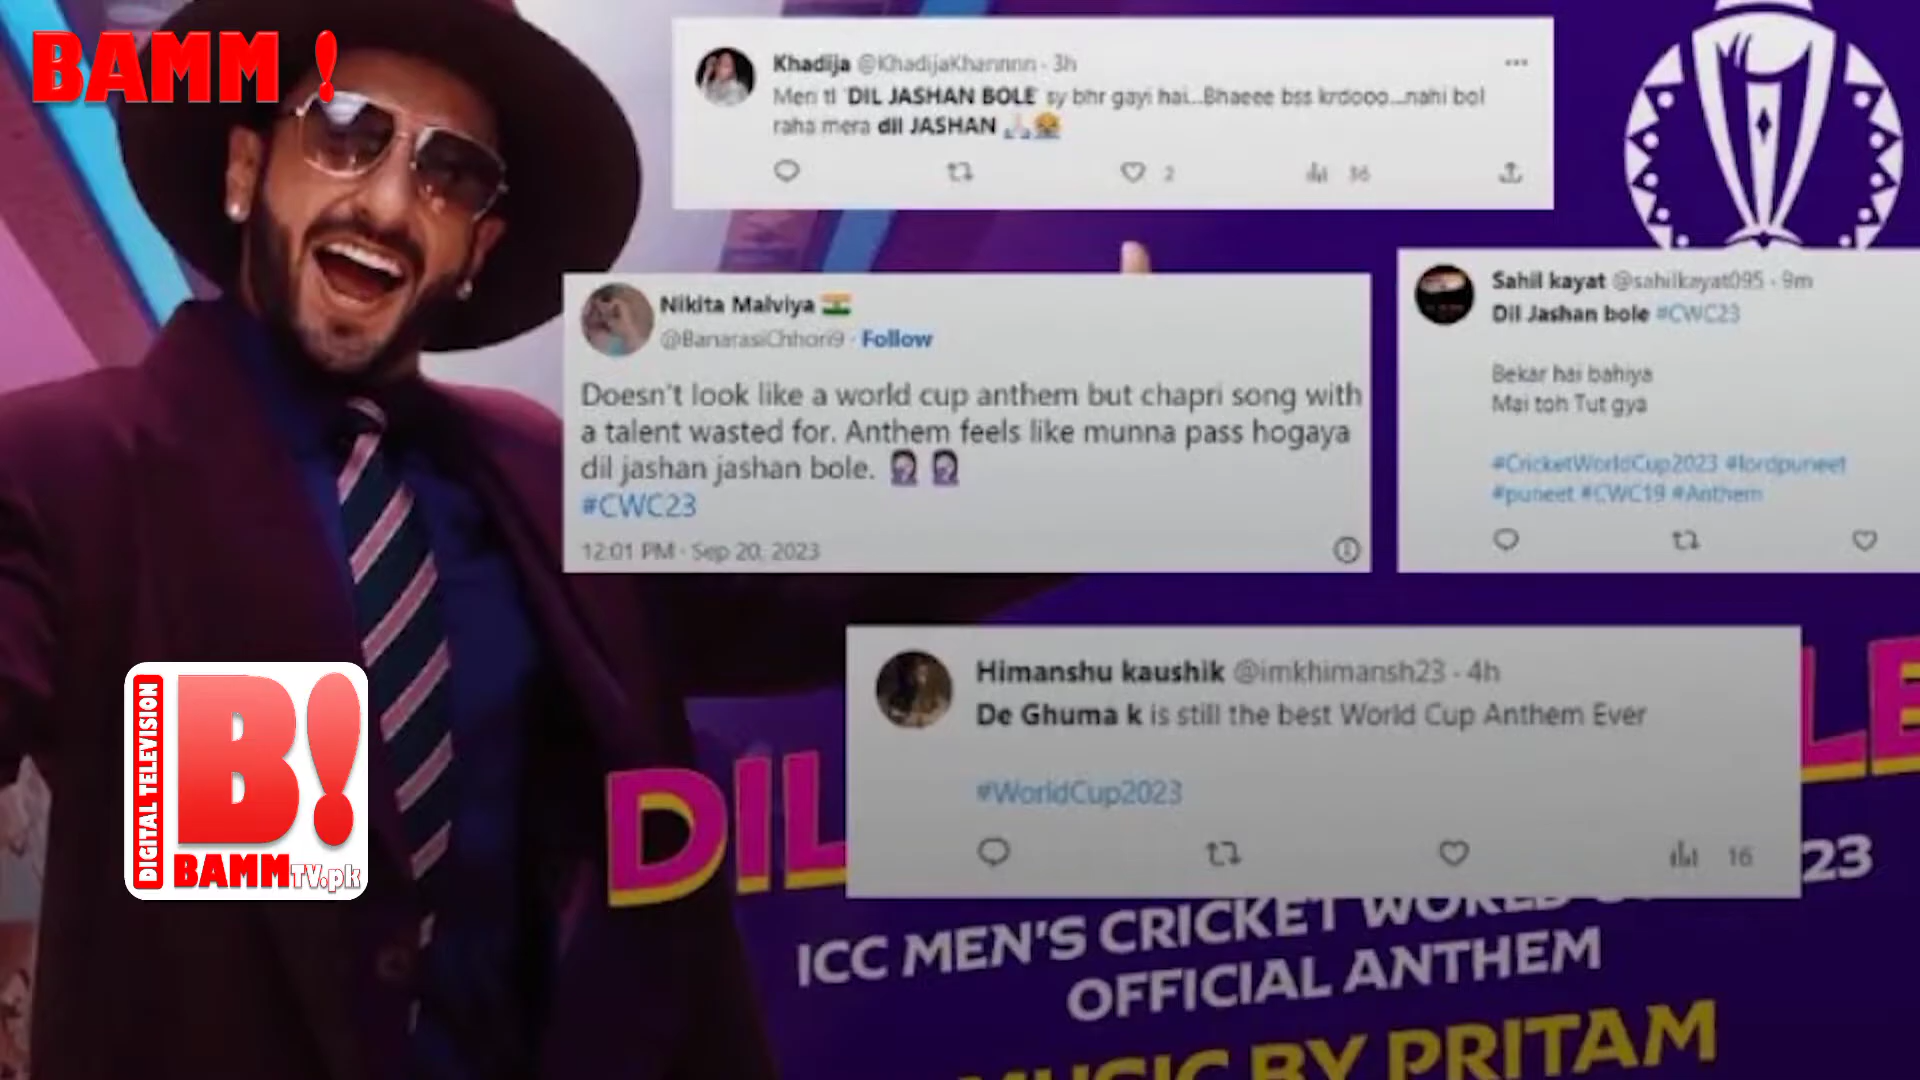 BAMM !
Khadija @KhadijaKhannnn · 3h
Meri tl 'DIL JASHAN BOLE' sy bhr gayi hai...Bhaeee bss krdooo...nahi bol
raha mera dil JASHAN 🙏🏻😭
2 36
Nikita Malviya 🇮🇳
@BanarasiChhori9 · Follow
Doesn't look like a world cup anthem but chapri song with
a talent wasted for. Anthem feels like munna pass hogaya
dil jashan jashan bole.
#CWC23
12:01 PM · Sep 20, 2023
Sahil kayat @sahilkayat095 · 9m
Dil Jashan bole #CWC23
Bekar hai bahiya
Mai toh Tut gya
#CricketWorldCup2023 #lordpuneet
#puneet #CWC19 #Anthem
Himanshu kaushik @imkhimansh23 · 4h
De Ghuma k is still the best World Cup Anthem Ever
#WorldCup2023
16
DIGITAL TELEVISION
B!
BAMMTV.pk
DIL LE
23
ICC MEN'S CRICKET WORLD
OFFICIAL ANTHEM
MUSIC BY PRITAM